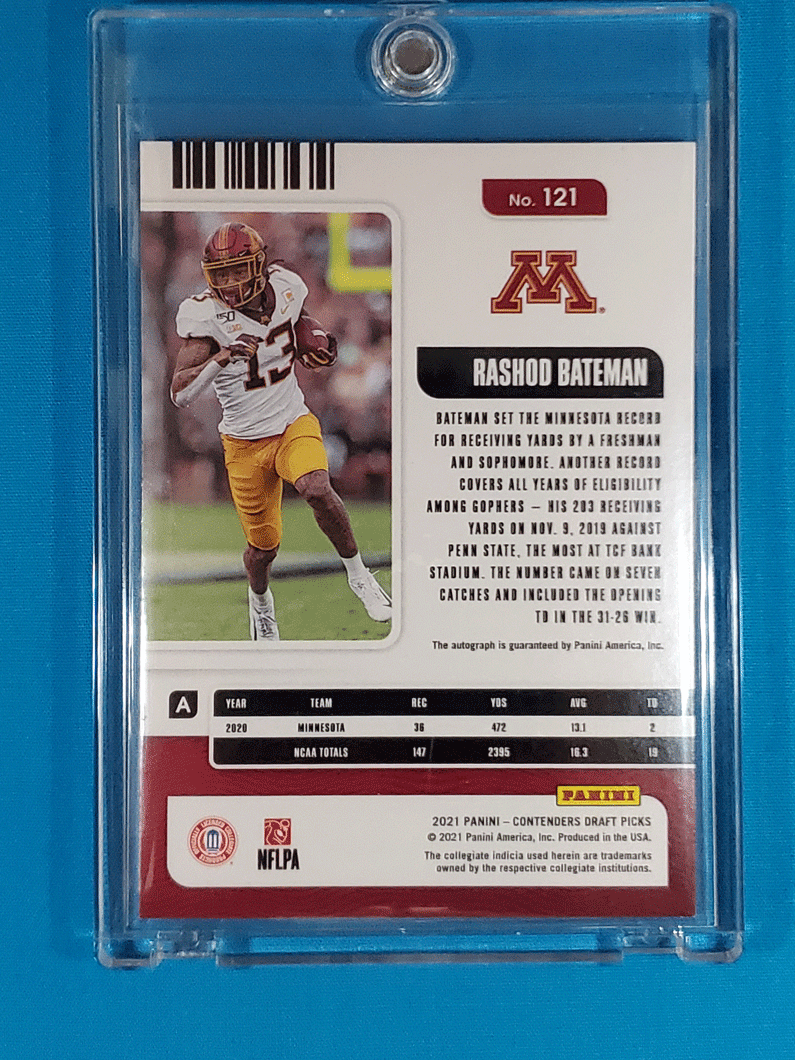 No. 121
M
13
150
RASHOD BATEMAN
BATEMAN SET THE MINNESOTA RECORD
FOR RECEIVING YARDS BY A FRESHMAN
AND SOPHOMORE. ANOTHER RECORD
COVERS ALL YEARS OF ELIGIBILITY
AMONG GOPHERS – HIS 203 RECEIVING
YARDS ON NOV. 9, 2019 AGAINST
PENN STATE, THE MOST AT TCF BANK
STADIUM. THE NUMBER CAME ON SEVEN
CATCHES AND INCLUDED THE OPENING
TD IN THE 31-26 WIN.
The autograph is guaranteed by Panini America, Inc.
A
YEAR TEAM REC YDS AVG TD
2020 MINNESOTA 36 472 13.1 2
NCAA TOTALS 147 2395 16.3 19
PANINI
2021 PANINI – CONTENDERS DRAFT PICKS
© 2021 Panini America, Inc. Produced in the USA.
The collegiate indicia used herein are trademarks
owned by the respective collegiate institutions.
OFFICIALLY LICENSED COLLEGIATE PRODUCTS
NFLPA